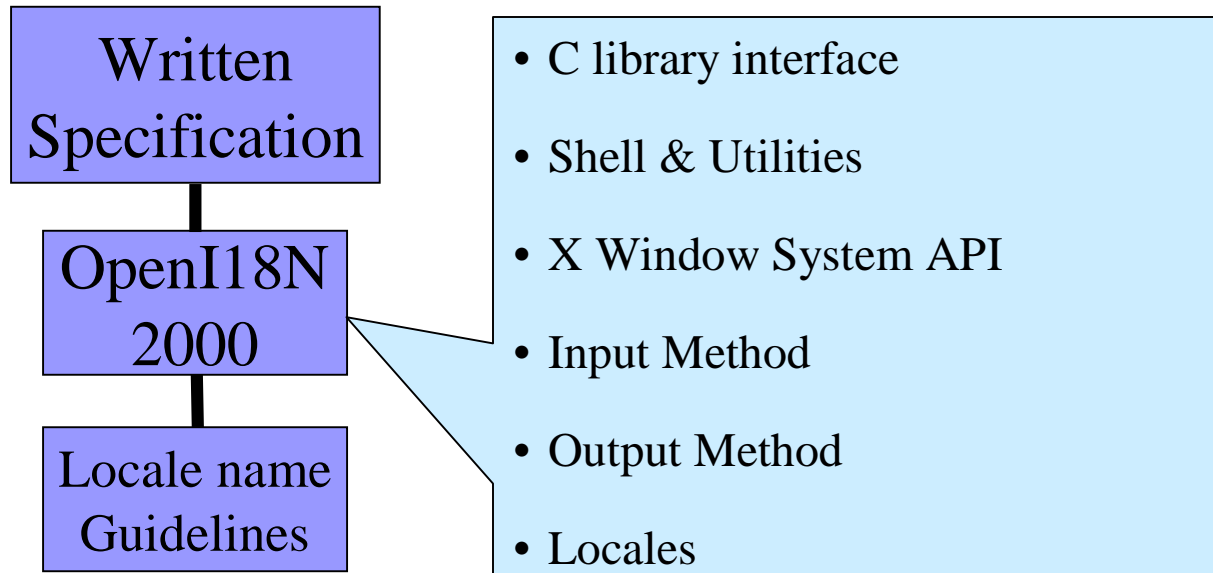 Written
Specification
OpenI18N
2000
Locale name
Guidelines
• C library interface
• Shell & Utilities
• X Window System API
• Input Method
• Output Method
• Locales